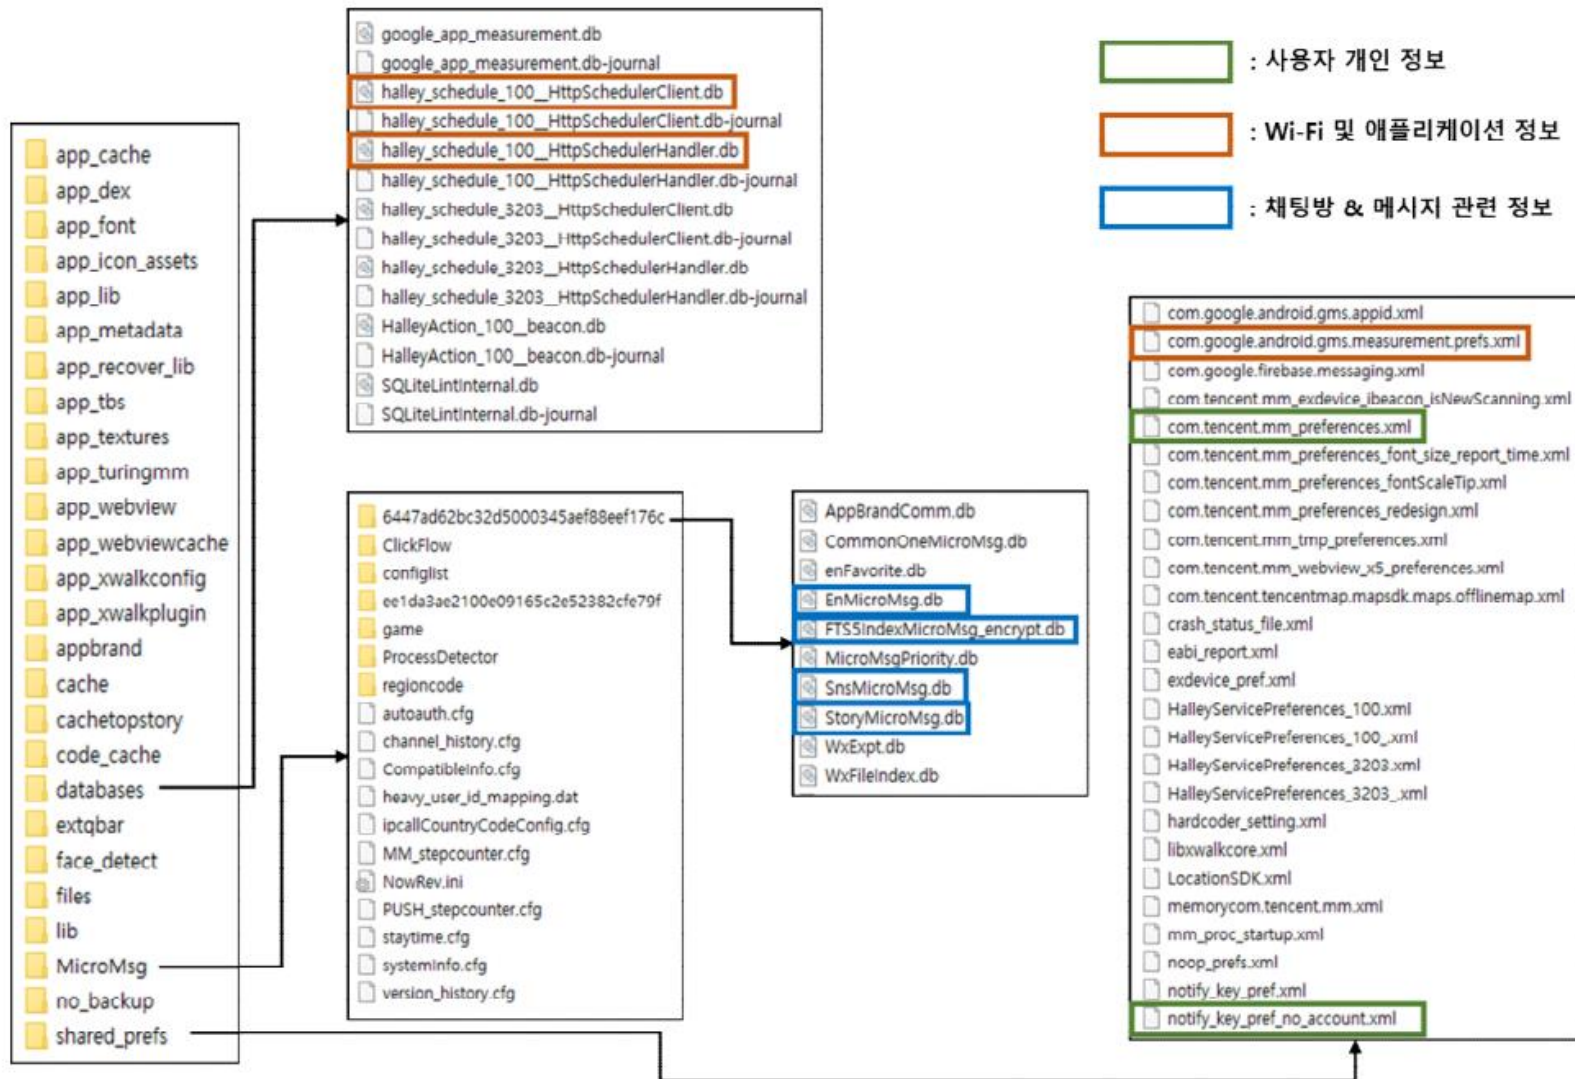 app_cache
app_dex
app_font
app_icon_assets
app_lib
app_metadata
app_recover_lib
app_tbs
app_textures
app_turingmm
app_webview
app_webviewcache
app_xwalkconfig
app_xwalkplugin
appbrand
cache
cachetopstory
code_cache
databases
extqbar
face_detect
files
lib
MicroMsg
no_backup
shared_prefs
google_app_measurement.db
google_app_measurement.db-journal
halley_schedule_100__HttpSchedulerClient.db
halley_schedule_100__HttpSchedulerClient.db-journal
halley_schedule_100__HttpSchedulerHandler.db
halley_schedule_100__HttpSchedulerHandler.db-journal
halley_schedule_3203__HttpSchedulerClient.db
halley_schedule_3203__HttpSchedulerClient.db-journal
halley_schedule_3203__HttpSchedulerHandler.db
halley_schedule_3203__HttpSchedulerHandler.db-journal
HalleyAction_100__beacon.db
HalleyAction_100__beacon.db-journal
SQLiteLintInternal.db
SQLiteLintInternal.db-journal
6447ad62bc32d5000345aef88eef176c
ClickFlow
configlist
ee1da3ae2100e09165c2e52382cfe79f
game
ProcessDetector
regioncode
autoauth.cfg
channel_history.cfg
CompatibleInfo.cfg
heavy_user_id_mapping.dat
ipcallCountryCodeConfig.cfg
MM_stepcounter.cfg
NowRev.ini
PUSH_stepcounter.cfg
staytime.cfg
systemInfo.cfg
version_history.cfg
AppBrandComm.db
CommonOneMicroMsg.db
enFavorite.db
EnMicroMsg.db
FTS5IndexMicroMsg_encrypt.db
MicroMsgPriority.db
SnsMicroMsg.db
StoryMicroMsg.db
WxExpt.db
WxFileIndex.db
: 사용자 개인 정보
: Wi-Fi 및 애플리케이션 정보
: 채팅방 & 메시지 관련 정보
com.google.android.gms.appid.xml
com.google.android.gms.measurement.prefs.xml
com.google.firebase.messaging.xml
com.tencent.mm_exdevice_ibeacon_isNewScanning.xml
com.tencent.mm_preferences.xml
com.tencent.mm_preferences_font_size_report_time.xml
com.tencent.mm_preferences_fontScaleTip.xml
com.tencent.mm_preferences_redesign.xml
com.tencent.mm_tmp_preferences.xml
com.tencent.mm_webview_x5_preferences.xml
com.tencent.tencentmap.mapsdk.maps.offlinemap.xml
crash_status_file.xml
eabi_report.xml
exdevice_pref.xml
HalleyServicePreferences_100.xml
HalleyServicePreferences_100_.xml
HalleyServicePreferences_3203.xml
HalleyServicePreferences_3203_.xml
hardcoder_setting.xml
libxwalkcore.xml
LocationSDK.xml
memorycom.tencent.mm.xml
mm_proc_startup.xml
noop_prefs.xml
notify_key_pref.xml
notify_key_pref_no_account.xml